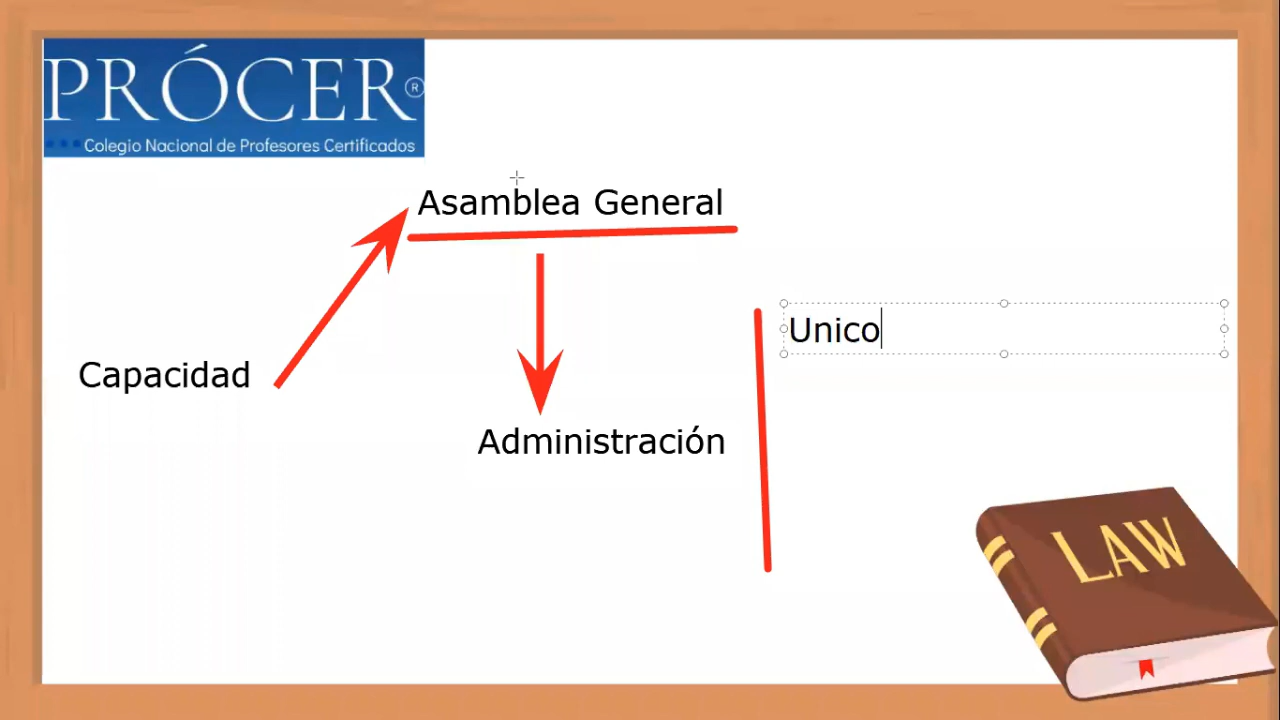 PRÓCER®
Colegio Nacional de Profesores Certificados
Asamblea General
Unico
Capacidad
Administración
LAW